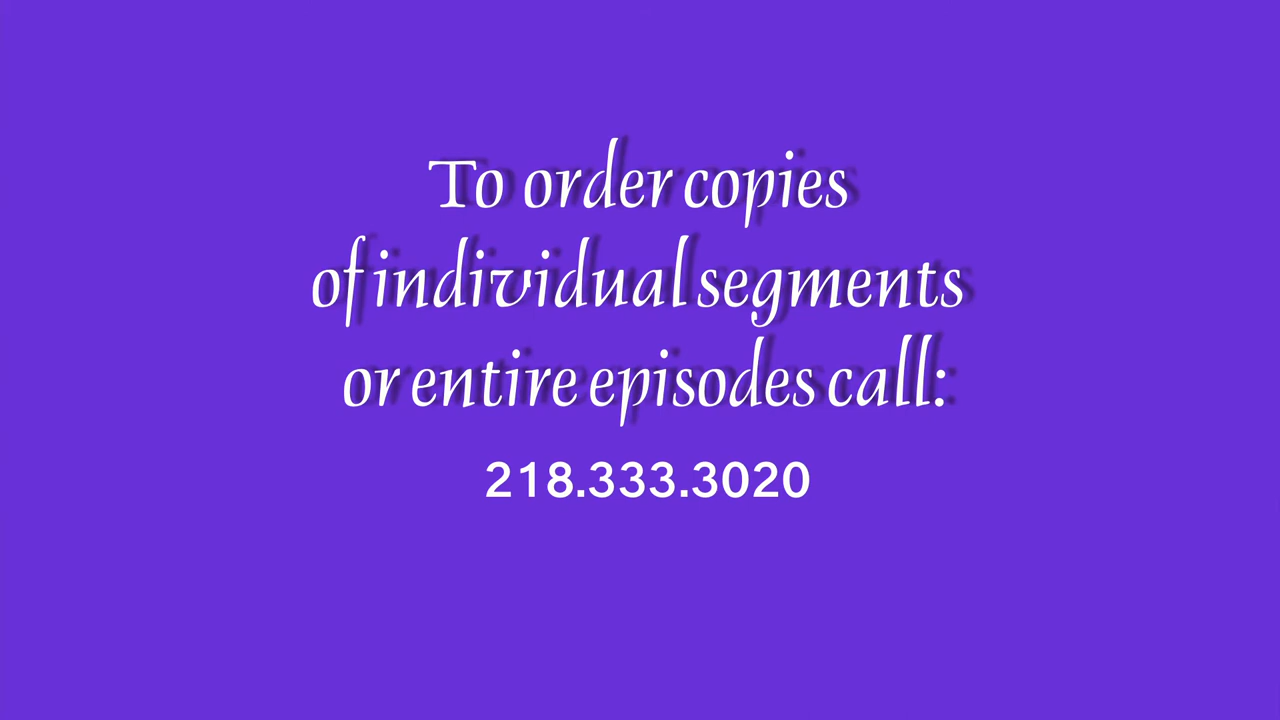 To order copies
of individual segments
or entire episodes call:
218.333.3020